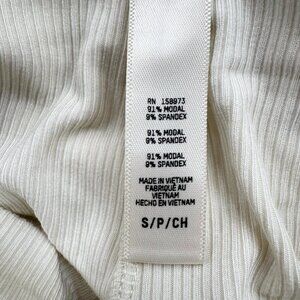 RN 158973
91% MODAL
9% SPANDEX
91% MODAL
9% SPANDEX
91% MODAL
9% SPANDEX
MADE IN VIETNAM
FABRIQUÉ AU
VIETNAM
HECHO EN VIETNAM
S/P/CH